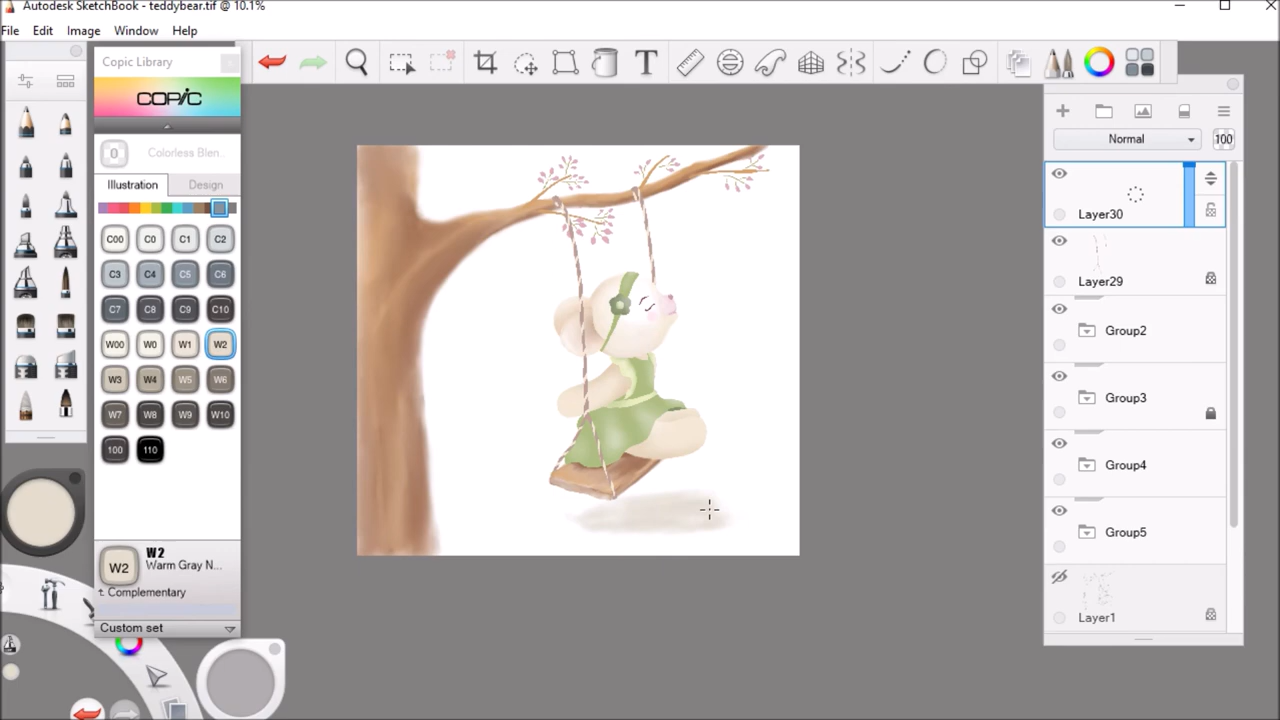 Autodesk SketchBook - teddybear.tif @ 10.1%
File Edit Image Window Help
Copic Library
COPIC
0 Colorless Blen...
Illustration Design
C00 C0 C1 C2
C3 C4 C5 C6
C7 C8 C9 C10
W00 W0 W1 W2
W3 W4 W5 W6
W7 W8 W9 W10
100 110
W2
W2
Warm Gray N...
Complementary
Custom set
T
Normal 100
Layer30
Layer29
Group2
Group3
Group4
Group5
Layer1